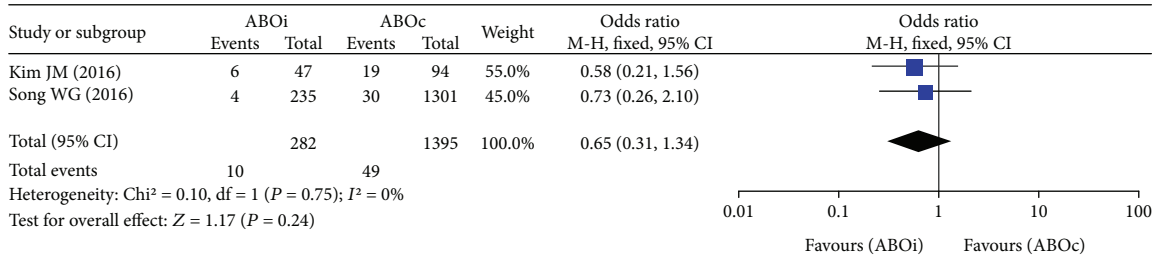 Study or subgroup ABOi ABOc Weight Odds ratio Odds ratio
Events Total Events Total M-H, fixed, 95% CI M-H, fixed, 95% CI
Kim JM (2016) 6 47 19 94 55.0% 0.58 (0.21, 1.56)
Song WG (2016) 4 235 30 1301 45.0% 0.73 (0.26, 2.10)
Total (95% CI) 282 1395 100.0% 0.65 (0.31, 1.34)
Total events 10 49
Heterogeneity: Chi² = 0.10, df = 1 (P = 0.75); I² = 0%
Test for overall effect: Z = 1.17 (P = 0.24)
0.01 0.1 1 10 100
Favours (ABOi) Favours (ABOc)